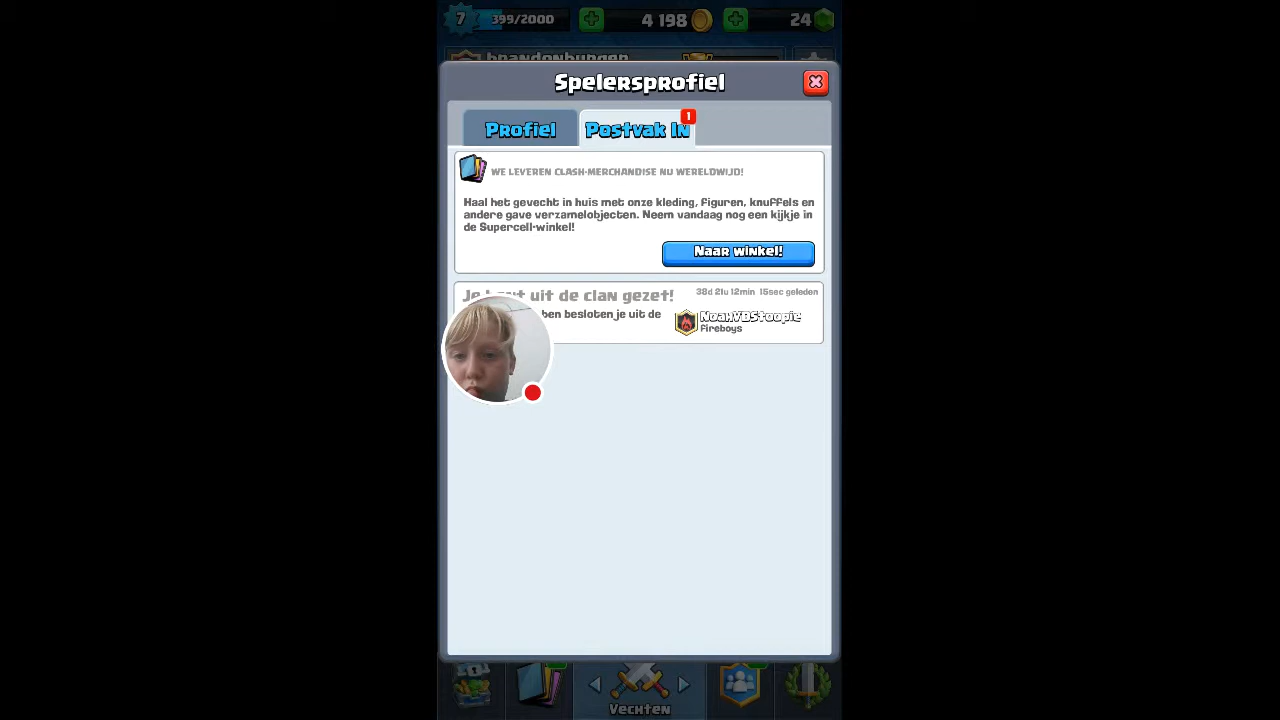 7 399/2000 4 198 24
brandonburger
Spelersprofiel
Profiel Postvak In 1
WE LEVEREN CLASH-MERCHANDISE NU WERELDWIJD!
Haal het gevecht in huis met onze kleding, figuren, knuffels en
andere gave verzamelobjecten. Neem vandaag nog een kijkje in
de Supercell-winkel!
Naar winkel!
Je uit de clan gezet! 38d 21u 12min 15sec geleden
besloten je uit de NoahVBStoopie
fireboys
Vechten